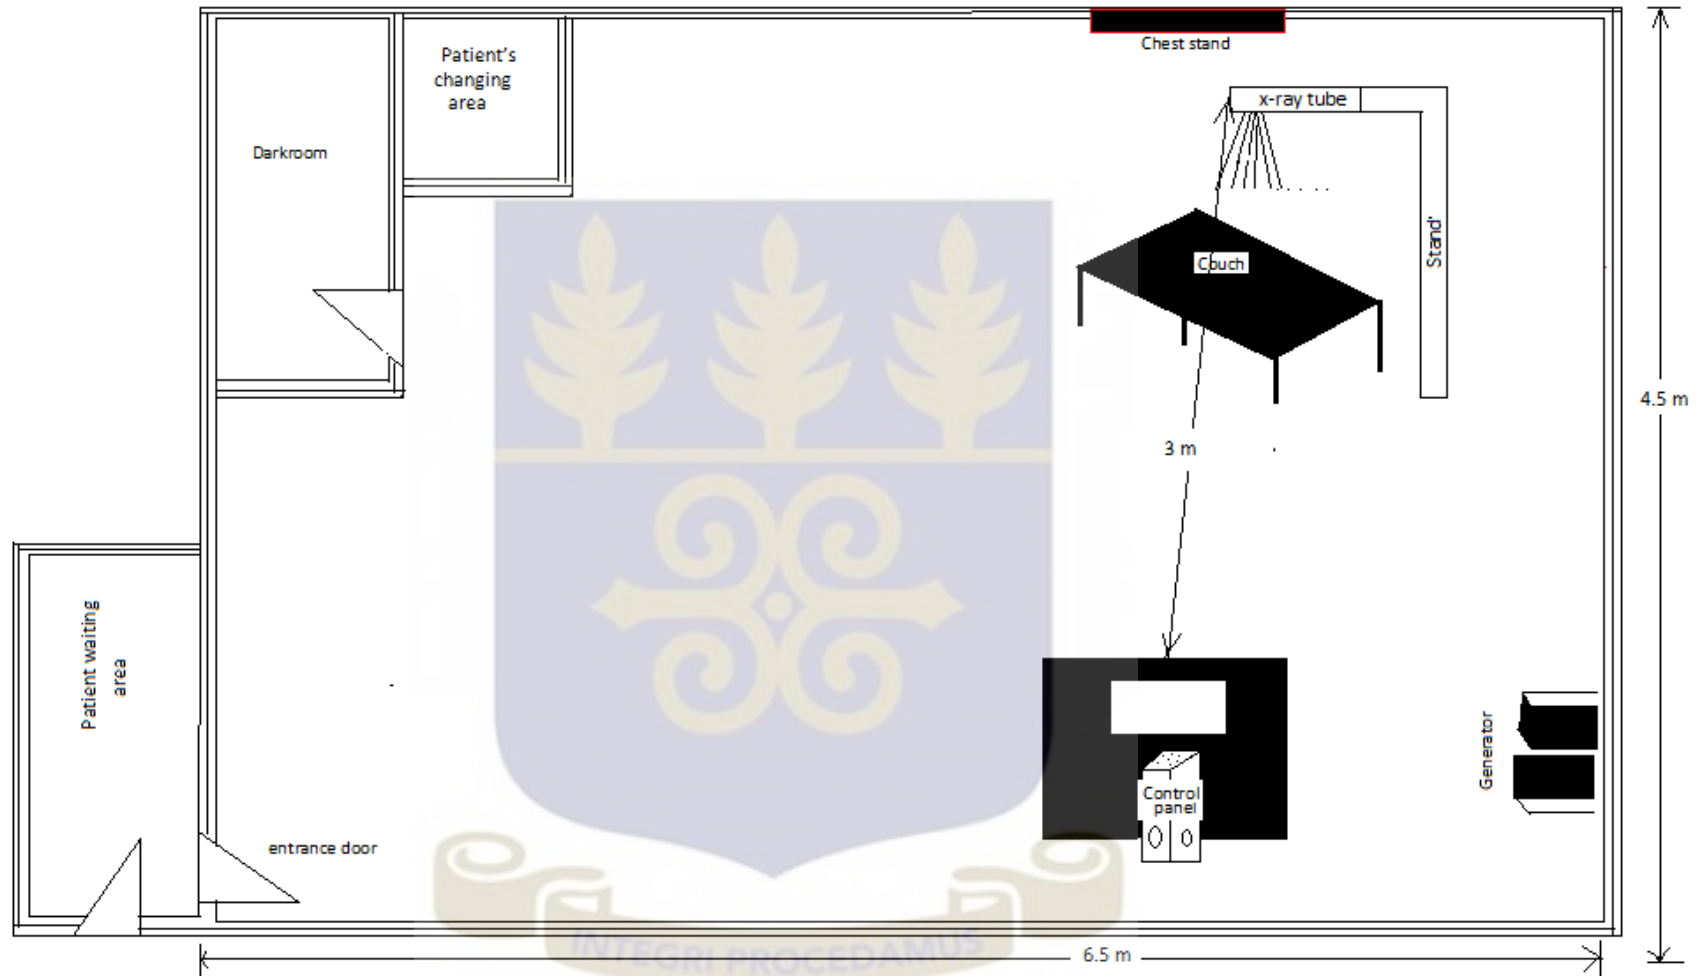 Chest stand
Patient's
changing
area
x-ray tube
Darkroom
Stand'
Couch
4.5 m
3 m
Patient waiting
area
Generator
Control
panel
entrance door
INTEGRI PROCEDAMUS
6.5 m